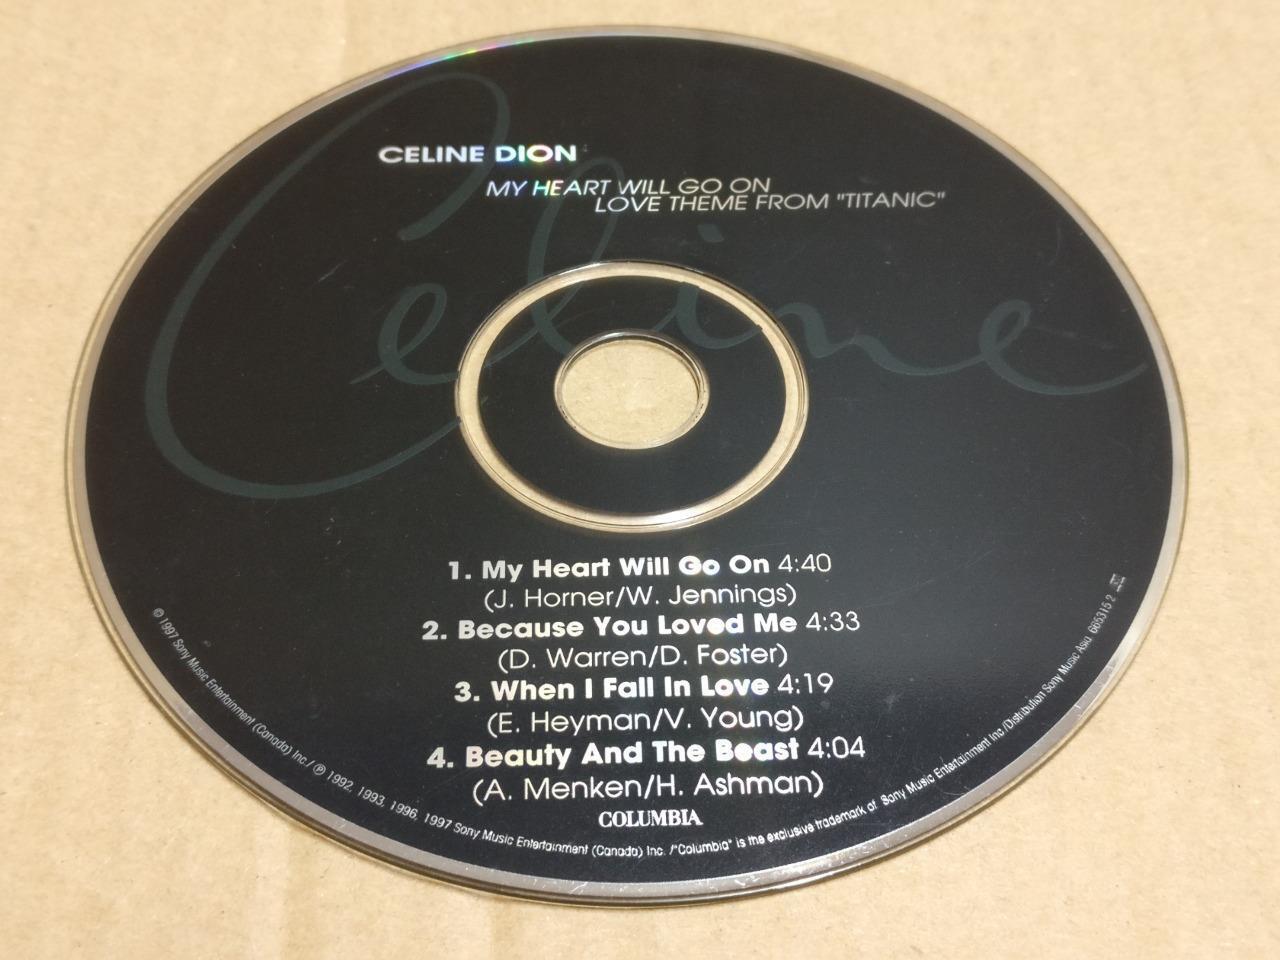 CELINE DION
MY HEART WILL GO ON
LOVE THEME FROM "TITANIC"
Celine
1. My Heart Will Go On 4:40
(J. Horner/W. Jennings)
2. Because You Loved Me 4:33
(D. Warren/D. Foster)
3. When I Fall In Love 4:19
(E. Heyman/V. Young)
4. Beauty And The Beast 4:04
(A. Menken/H. Ashman)
COLUMBIA
© 1997 Sony Music Entertainment (Canada) Inc./ ℗ 1992, 1993, 1996, 1997 Sony Music Entertainment (Canada) Inc. /"Columbia" is the exclusive trademark of Sony Music Entertainment Inc./Distribution Sony Music Asia 665315 2